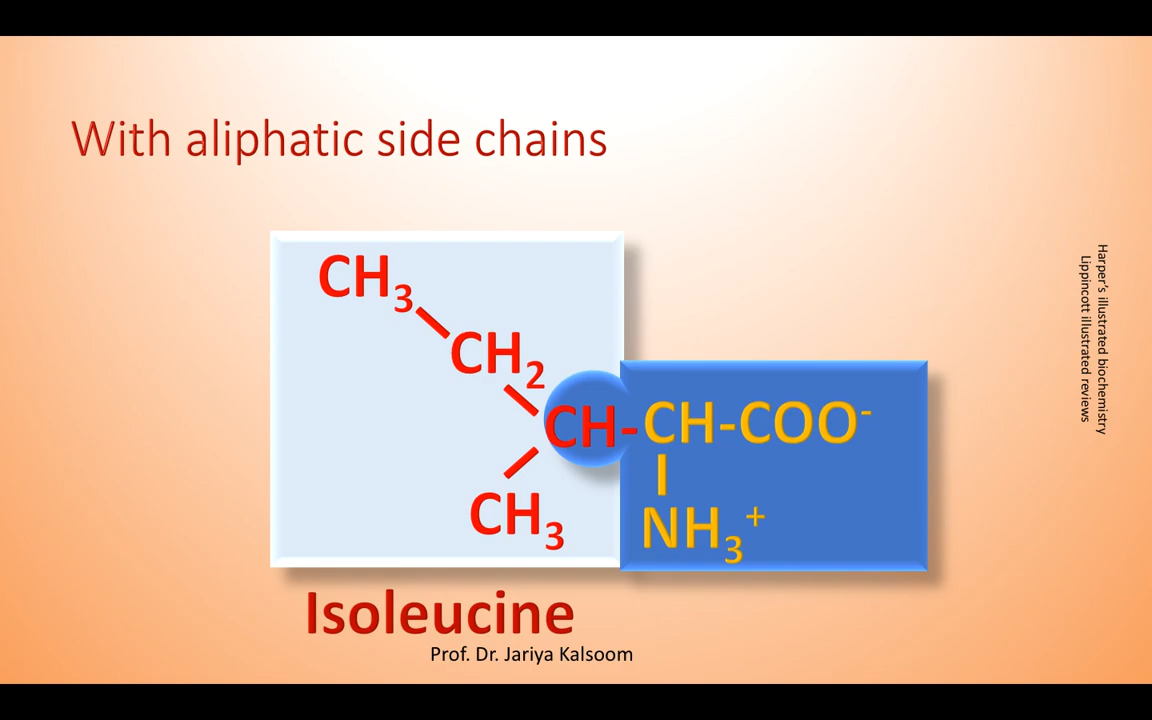 With aliphatic side chains
CH₃
CH₂
CH-CH-COO⁻
CH₃
NH₃⁺
Isoleucine
Prof. Dr. Jariya Kalsoom
Harper's illustrated biochemistry
Lippincott illustrated reviews